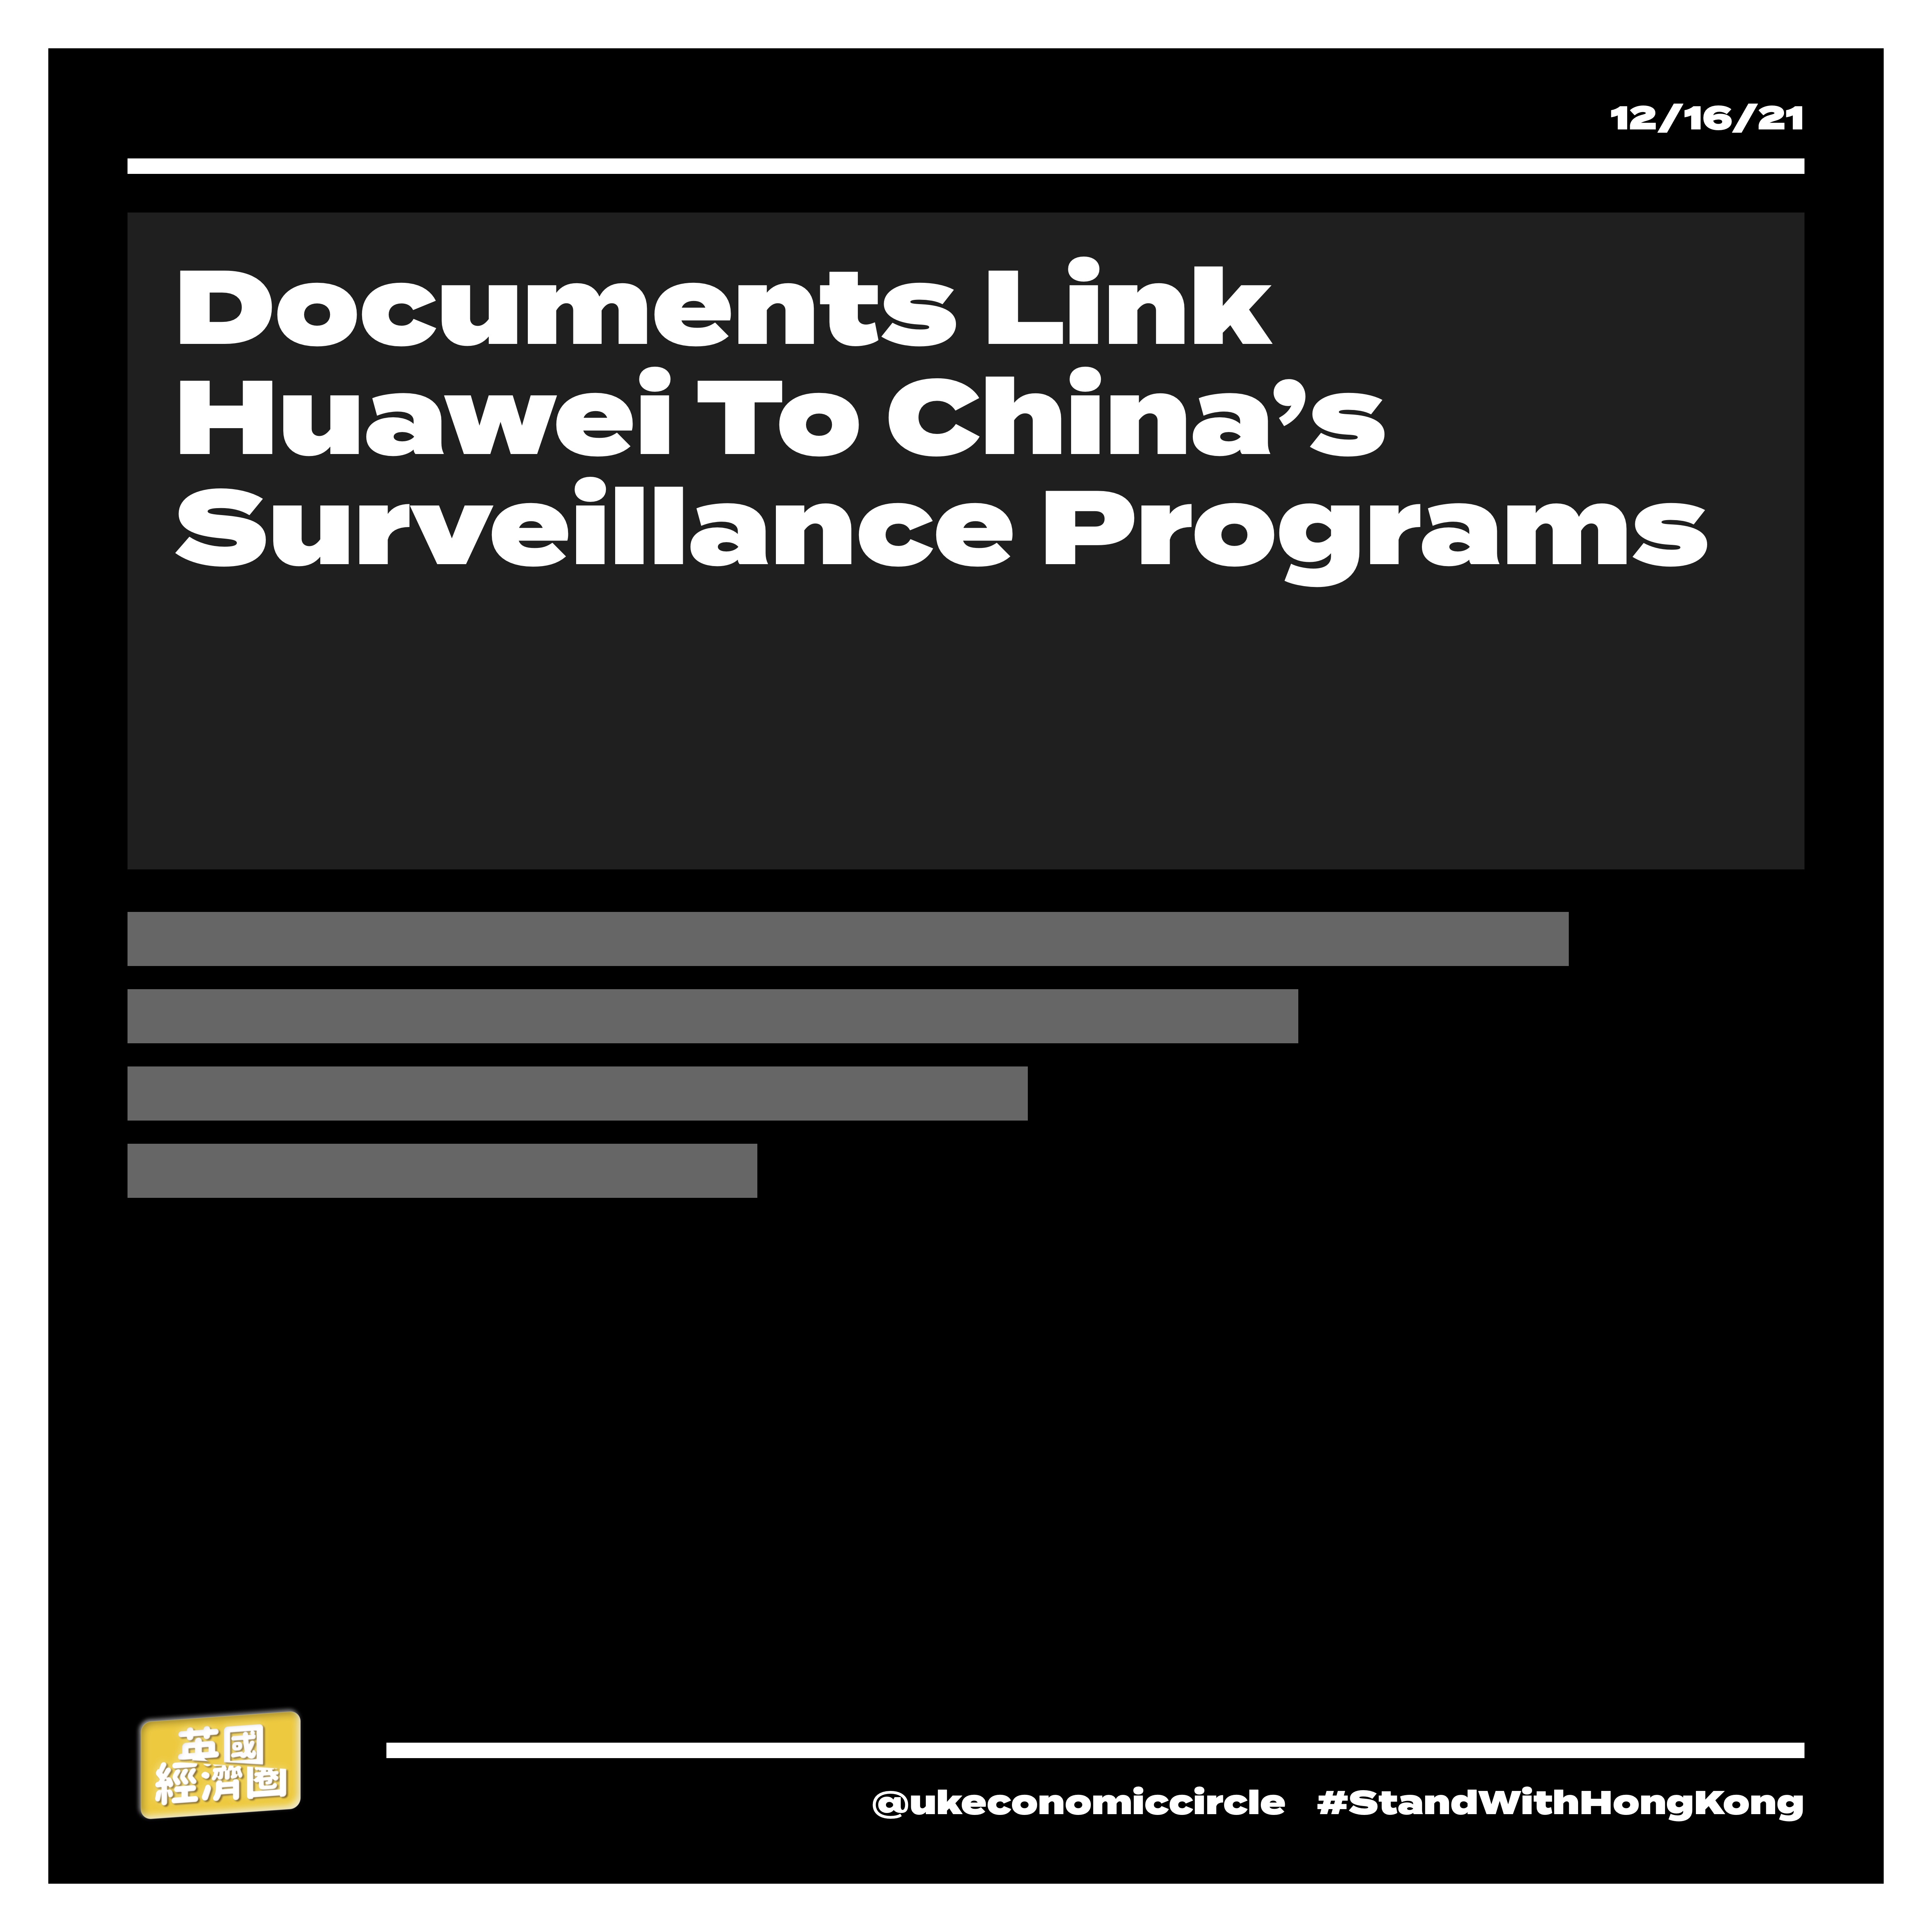 12/16/21
Documents Link
Huawei To China’s
Surveillance Programs
英國
經濟圈
@ukeconomiccircle #StandWithHongKong